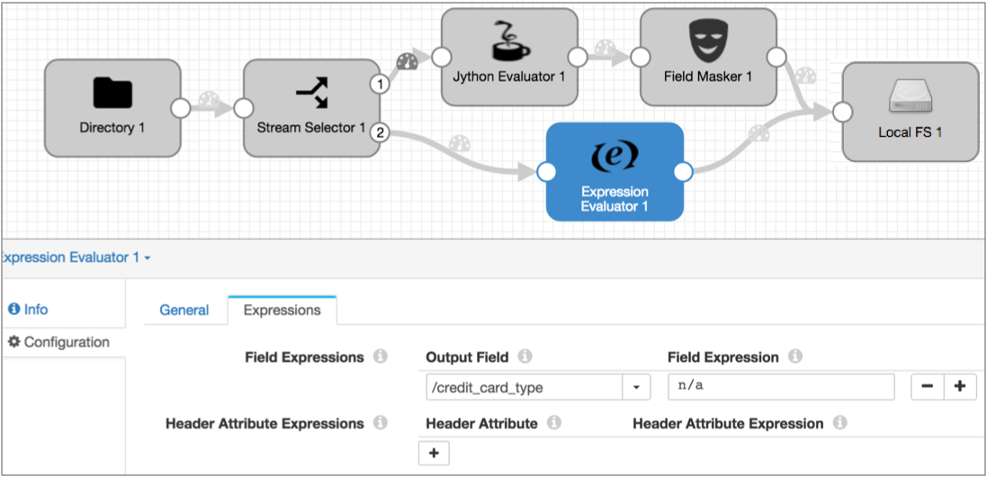 Directory 1
Stream Selector 1
1
2
Jython Evaluator 1
Field Masker 1
Expression
Evaluator 1
Local FS 1
xpression Evaluator 1
Info
Configuration
General
Expressions
Field Expressions
Output Field
Field Expression
/credit_card_type
n/a
Header Attribute Expressions
Header Attribute
Header Attribute Expression